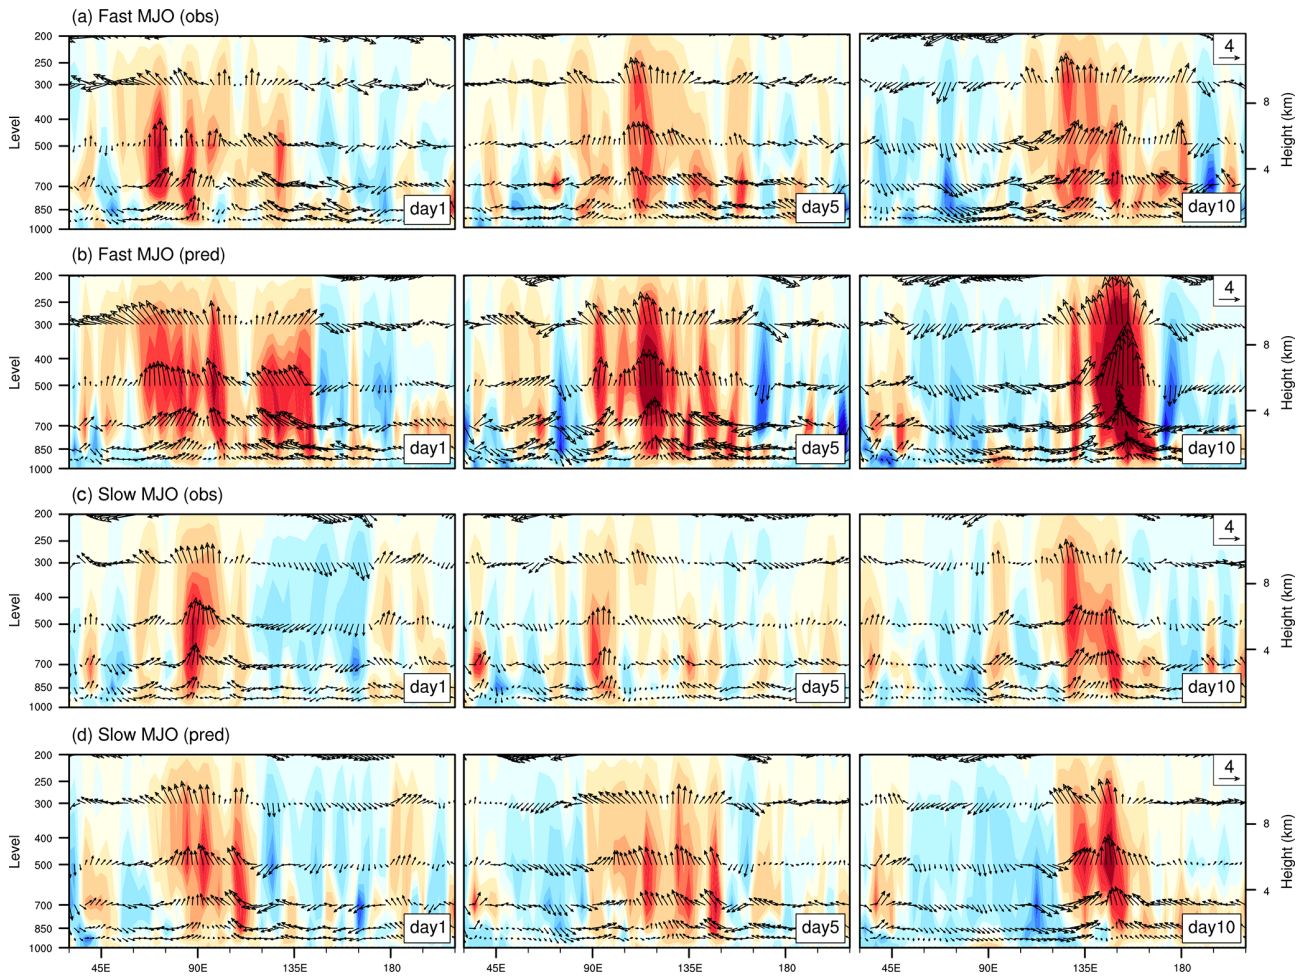 (a) Fast MJO (obs)
200
250
300
400
500
700
850
1000
Level
day1
day5
4
day10
8
4
Height (km)
(b) Fast MJO (pred)
200
250
300
400
500
700
850
1000
Level
day1
day5
4
day10
8
4
Height (km)
(c) Slow MJO (obs)
200
250
300
400
500
700
850
1000
Level
day1
day5
4
day10
8
4
Height (km)
(d) Slow MJO (pred)
200
250
300
400
500
700
850
1000
Level
day1
day5
4
day10
8
4
Height (km)
45E 90E 135E 180
45E 90E 135E 180
45E 90E 135E 180